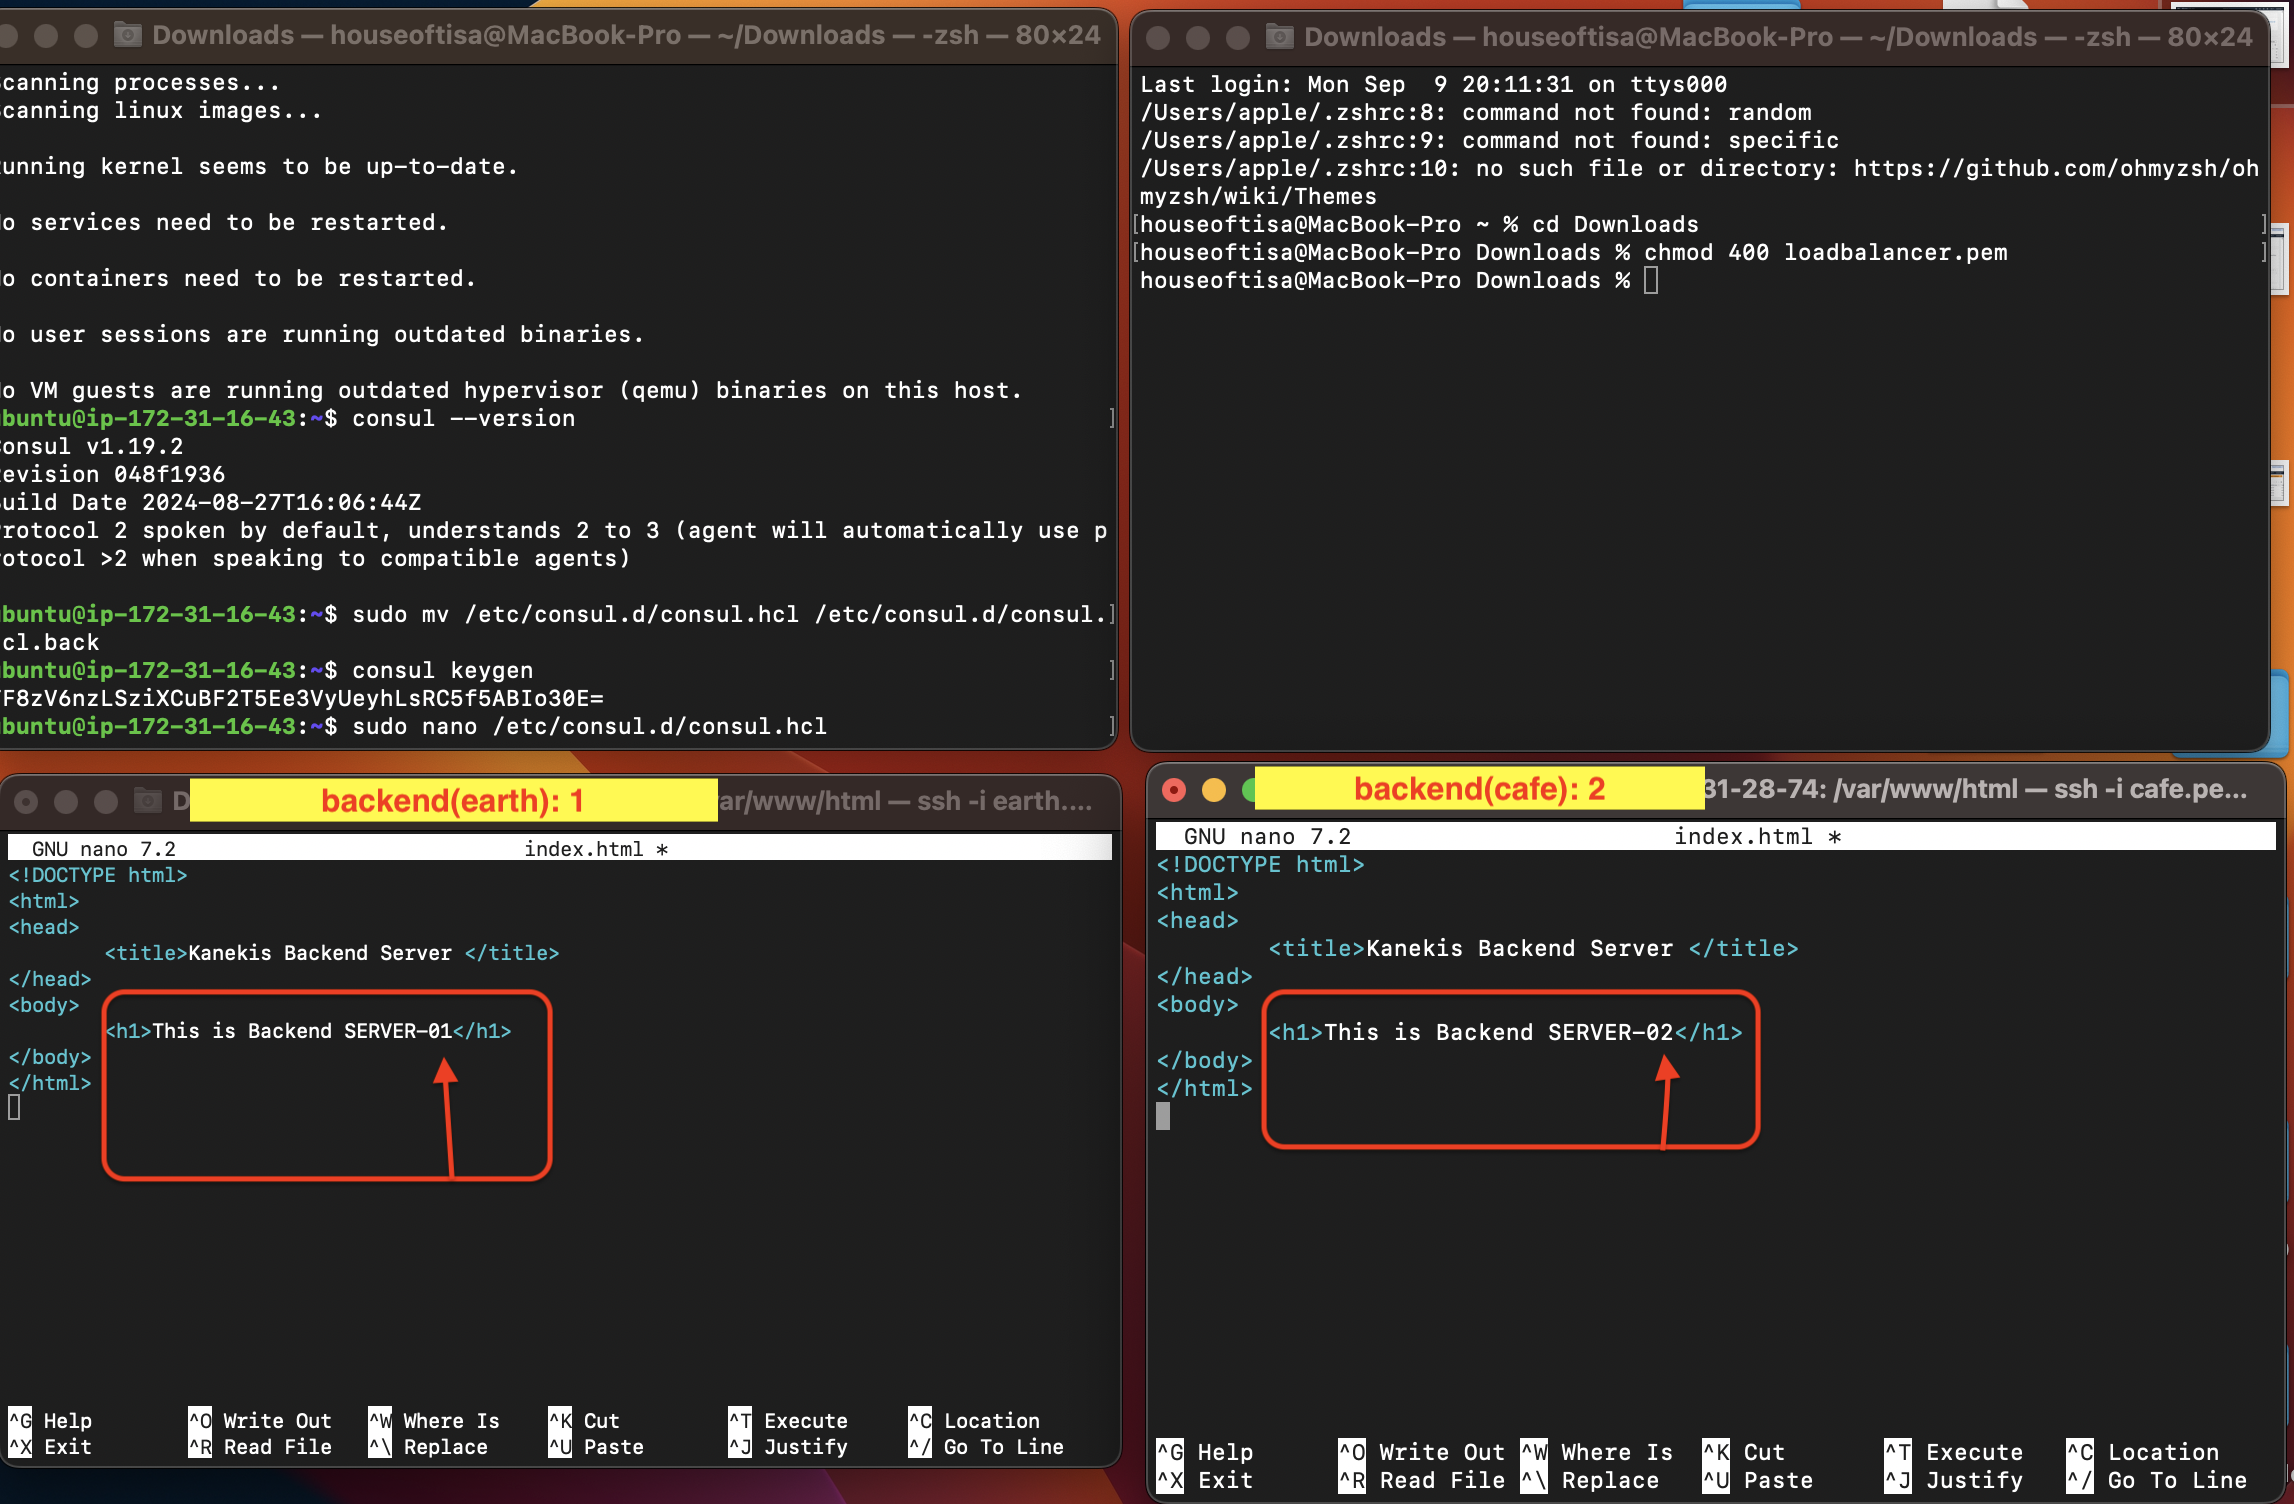 Downloads — houseoftisa@MacBook-Pro — ~/Downloads — -zsh — 80×24
canning processes...
canning linux images...
unning kernel seems to be up-to-date.
o services need to be restarted.
o containers need to be restarted.
o user sessions are running outdated binaries.
o VM guests are running outdated hypervisor (qemu) binaries on this host.
buntu@ip-172-31-16-43:~$ consul --version
onsul v1.19.2
evision 048f1936
uild Date 2024-08-27T16:06:44Z
rotocol 2 spoken by default, understands 2 to 3 (agent will automatically use p
otocol >2 when speaking to compatible agents)
buntu@ip-172-31-16-43:~$ sudo mv /etc/consul.d/consul.hcl /etc/consul.d/consul.
cl.back
buntu@ip-172-31-16-43:~$ consul keygen
F8zV6nzLSziXCuBF2T5Ee3VyUeyhLsRC5f5ABIo30E=
buntu@ip-172-31-16-43:~$ sudo nano /etc/consul.d/consul.hcl
Downloads — houseoftisa@MacBook-Pro — ~/Downloads — -zsh — 80×24
Last login: Mon Sep  9 20:11:31 on ttys000
/Users/apple/.zshrc:8: command not found: random
/Users/apple/.zshrc:9: command not found: specific
/Users/apple/.zshrc:10: no such file or directory: https://github.com/ohmyzsh/oh
myzsh/wiki/Themes
[houseoftisa@MacBook-Pro ~ % cd Downloads ]
[houseoftisa@MacBook-Pro Downloads % chmod 400 loadbalancer.pem ]
houseoftisa@MacBook-Pro Downloads %
D backend(earth): 1 var/www/html — ssh -i earth....
GNU nano 7.2 index.html *
<!DOCTYPE html>
<html>
<head>
<title>Kanekis Backend Server </title>
</head>
<body>
<h1>This is Backend SERVER-01</h1>
</body>
</html>
^G Help ^O Write Out ^W Where Is ^K Cut ^T Execute ^C Location
^X Exit ^R Read File ^\ Replace ^U Paste ^J Justify ^/ Go To Line
backend(cafe): 2 31-28-74: /var/www/html — ssh -i cafe.pe...
GNU nano 7.2 index.html *
<!DOCTYPE html>
<html>
<head>
<title>Kanekis Backend Server </title>
</head>
<body>
<h1>This is Backend SERVER-02</h1>
</body>
</html>
^G Help ^O Write Out ^W Where Is ^K Cut ^T Execute ^C Location
^X Exit ^R Read File ^\ Replace ^U Paste ^J Justify ^/ Go To Line